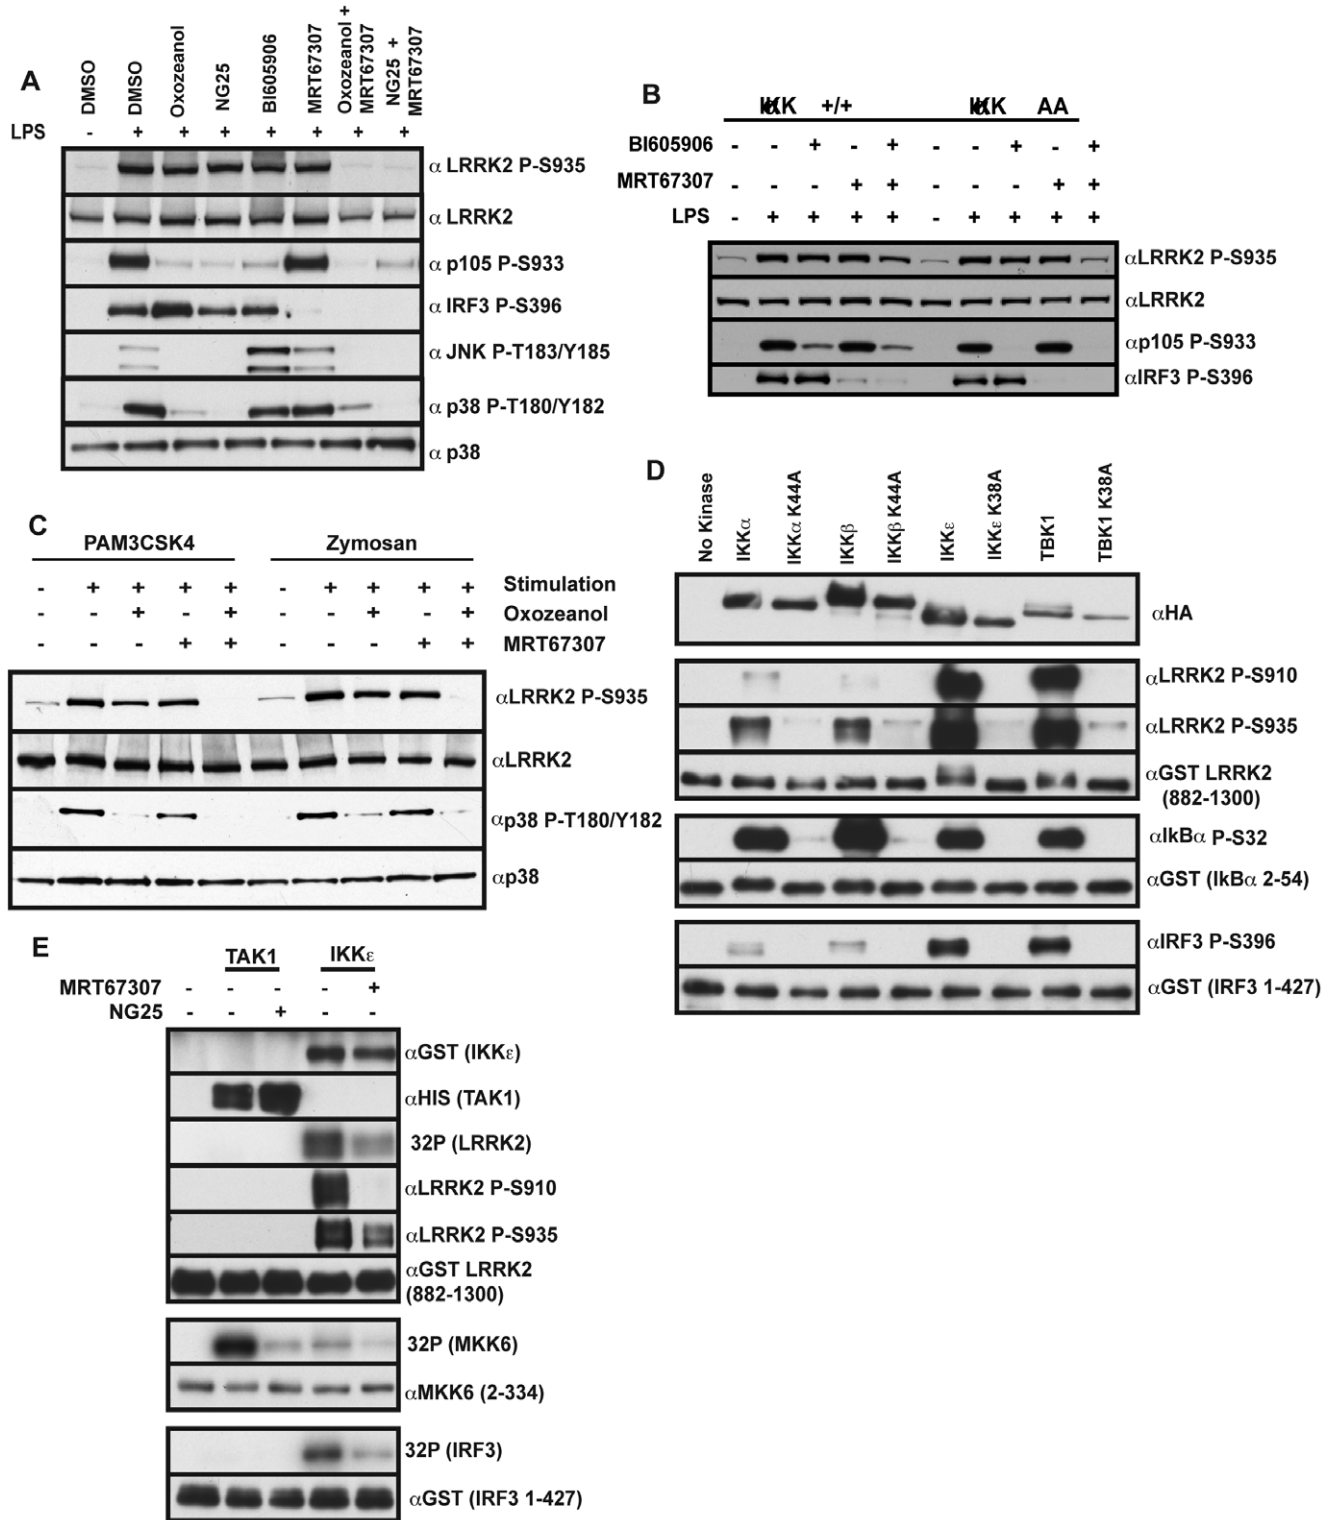 A
DMSO
DMSO
Oxozeanol
NG25
BI605906
MRT67307
Oxozeanol +
MRT67307
NG25 +
MRT67307
LPS - + + + + + + +
α LRRK2 P-S935
α LRRK2
α p105 P-S933
α IRF3 P-S396
α JNK P-T183/Y185
α p38 P-T180/Y182
α p38
B
+/+ AA
BI605906 - - + - + - - + - +
MRT67307 - - - + + - - - + +
LPS - + + + + - + + + +
αLRRK2 P-S935
αLRRK2
αp105 P-S933
αIRF3 P-S396
C
PAM3CSK4 Zymosan
- + + + + - + + + + Stimulation
- - + - + - - + - + Oxozeanol
- - - + + - - - + + MRT67307
αLRRK2 P-S935
αLRRK2
αp38 P-T180/Y182
αp38
D
No Kinase
IKKα
IKKα K44A
IKKβ
IKKβ K44A
IKKε
IKKε K38A
TBK1
TBK1 K38A
αHA
αLRRK2 P-S910
αLRRK2 P-S935
αGST LRRK2
(882-1300)
αIkBα P-S32
αGST (IkBα 2-54)
αIRF3 P-S396
αGST (IRF3 1-427)
E
TAK1 IKKε
MRT67307 - - - - +
NG25 - - + - -
αGST (IKKε)
αHIS (TAK1)
32P (LRRK2)
αLRRK2 P-S910
αLRRK2 P-S935
αGST LRRK2
(882-1300)
32P (MKK6)
αMKK6 (2-334)
32P (IRF3)
αGST (IRF3 1-427)